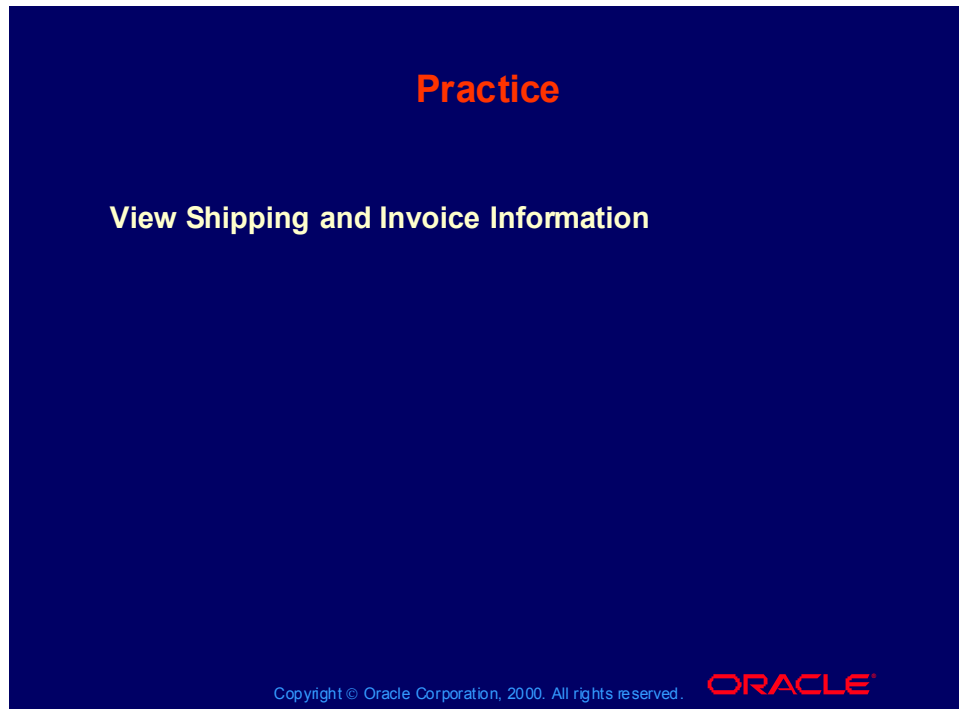 Practice
View Shipping and Invoice Information
Copyright © Oracle Corporation, 2000. All rights reserved.
ORACLE®